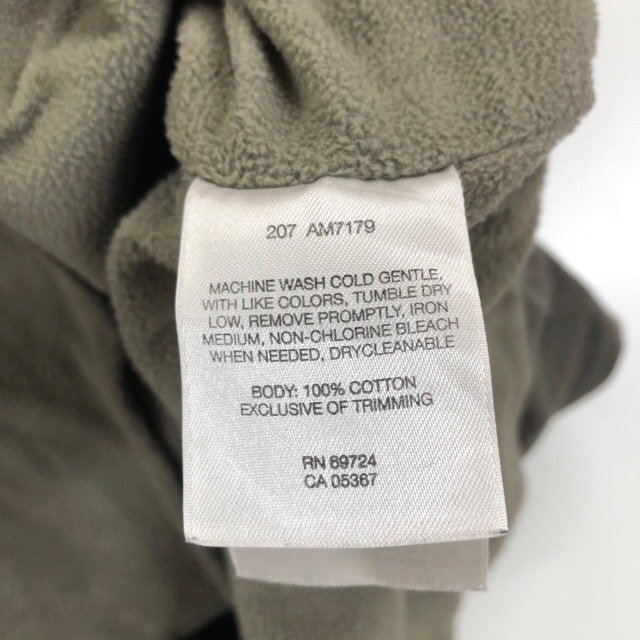 207 AM7179
MACHINE WASH COLD GENTLE,
WITH LIKE COLORS, TUMBLE DRY
LOW, REMOVE PROMPTLY, IRON
MEDIUM, NON-CHLORINE BLEACH
WHEN NEEDED, DRYCLEANABLE
BODY: 100% COTTON
EXCLUSIVE OF TRIMMING
RN 69724
CA 05367